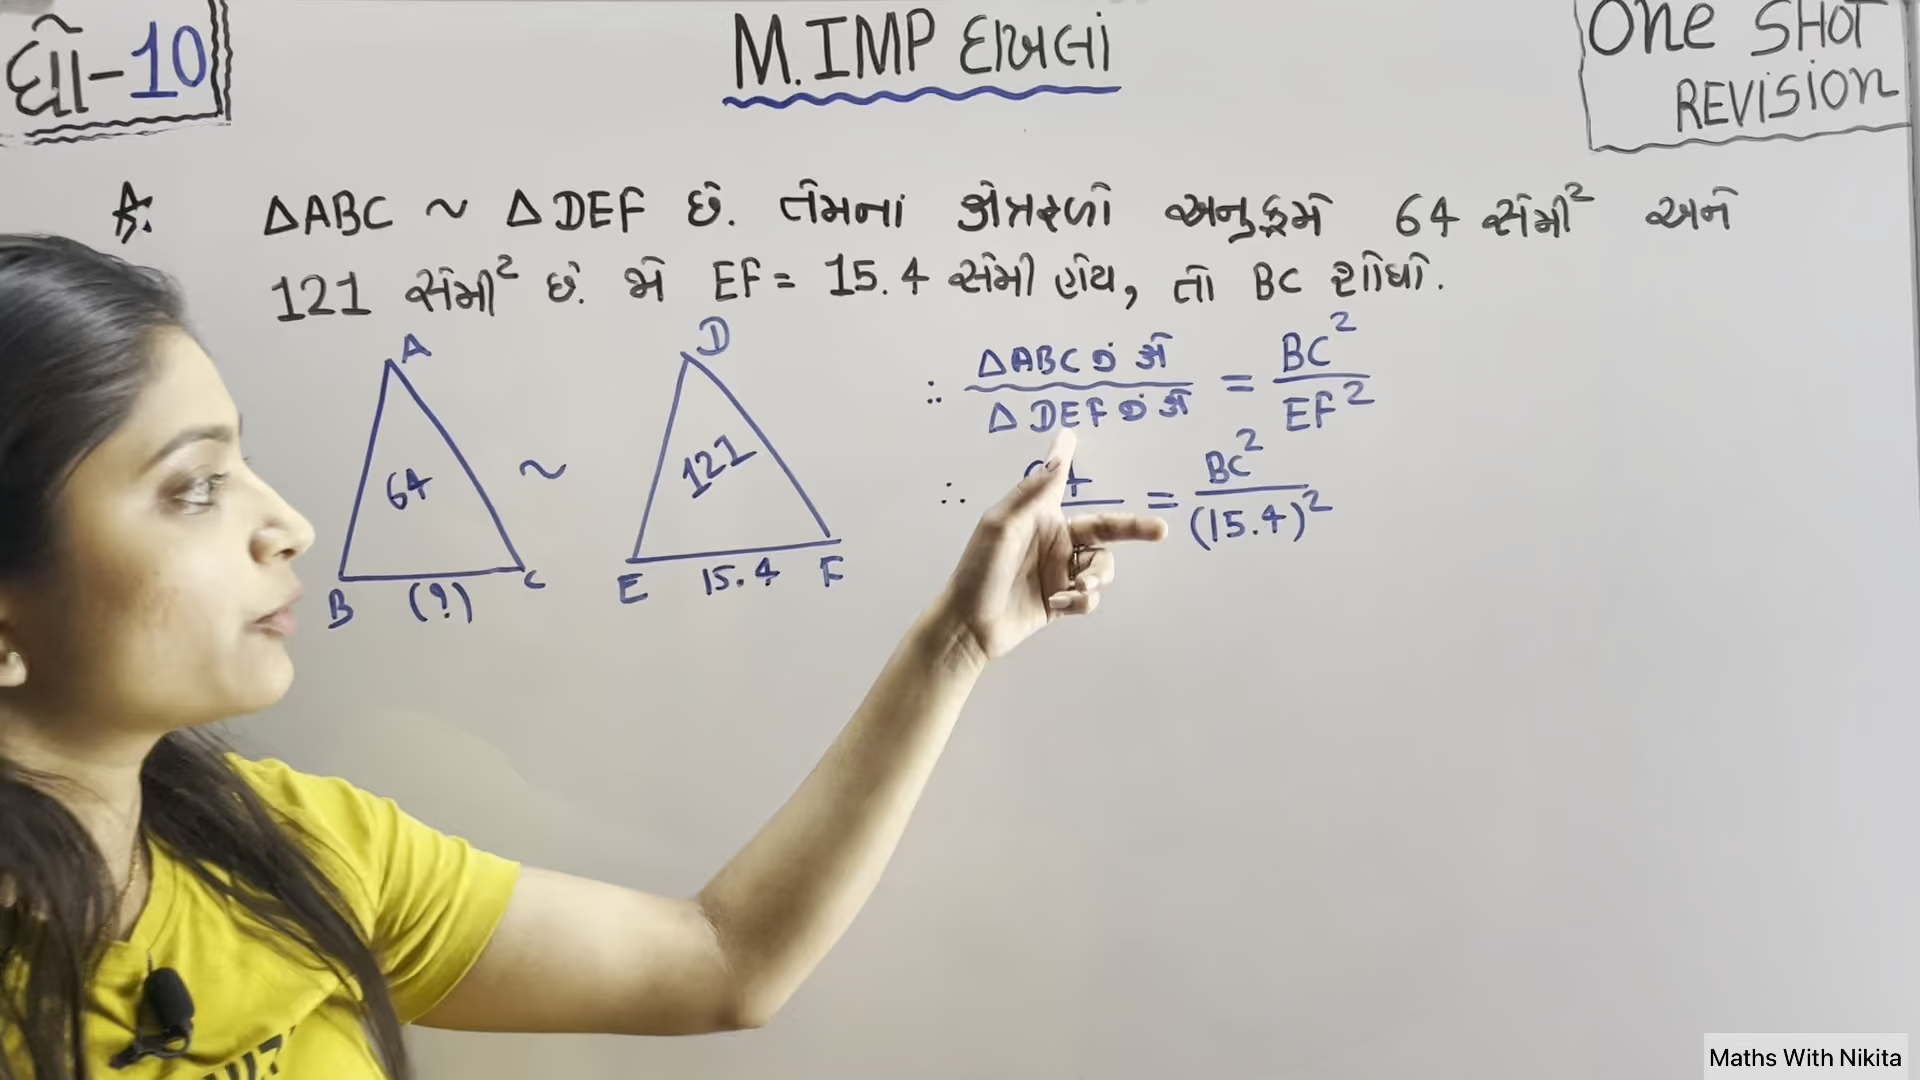 ધો-10
M.IMP દાખલાં
One SHOT
REVISION
ΔABC ~ ΔDEF છે. તેમનાં ક્ષેત્રફળો અનુક્રમે 64 સેમી² અને
121 સેમી² છે. જો EF = 15.4 સેમી હોય, તો BC શોધો.
A
64
B (?) C
~
D
121
E 15.4 F
∴ ΔABC નું ક્ષે / ΔDEF નું ક્ષે = BC² / EF²
∴ = BC² / (15.4)²
Maths With Nikita